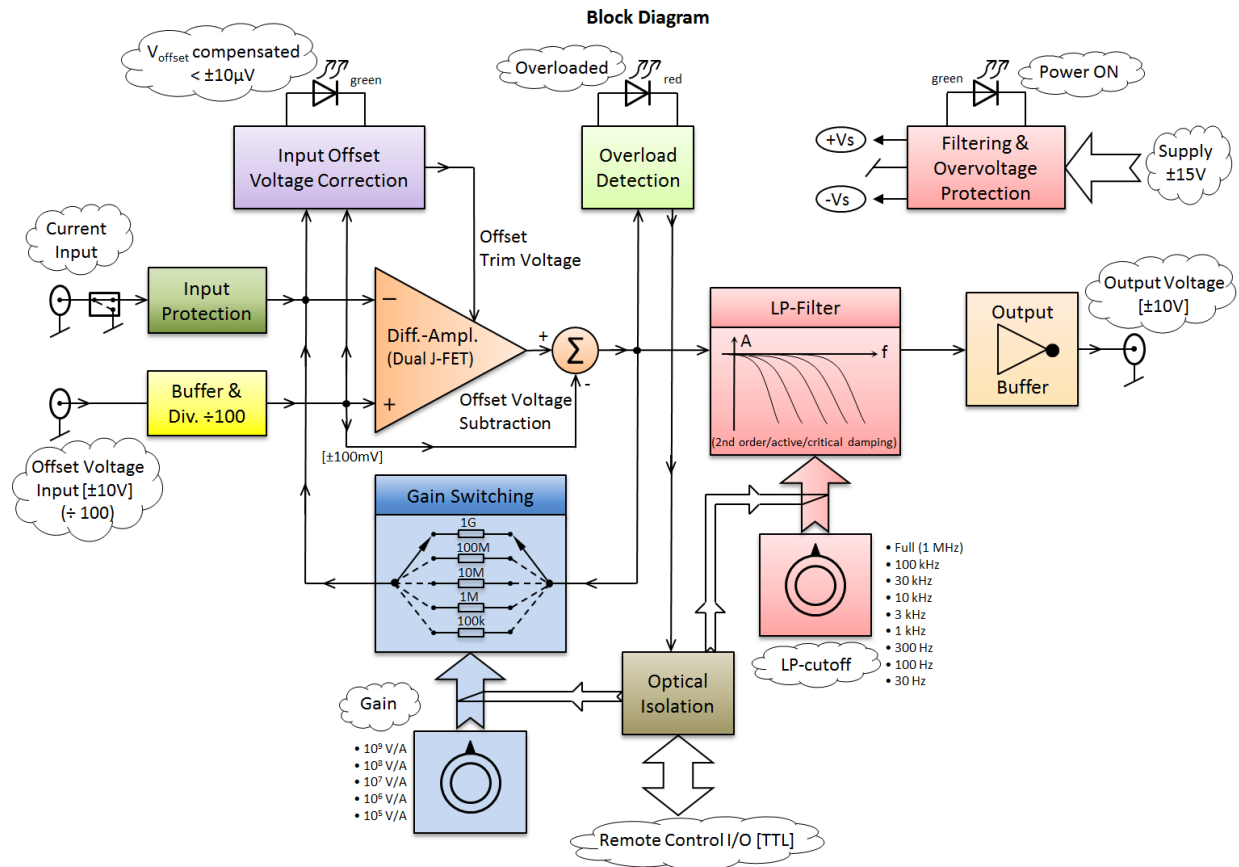 Block Diagram
Voffset compensated
< ±10µV
green
Overloaded
red
green
Power ON
Input Offset
Voltage Correction
Overload
Detection
+Vs
-Vs
Filtering &
Overvoltage
Protection
Supply
±15V
Current
Input
Offset
Trim Voltage
Input
Protection
−
Diff.-Ampl.
(Dual J-FET)
+
+
Σ
-
LP-Filter
A
f
(2nd order/active/critical damping)
Output
Buffer
Output Voltage
[±10V]
Buffer &
Div. ÷100
Offset Voltage
Subtraction
[±100mV]
Offset Voltage
Input [±10V]
(÷ 100)
Gain Switching
1G
100M
10M
1M
100k
• Full (1 MHz)
• 100 kHz
• 30 kHz
• 10 kHz
• 3 kHz
• 1 kHz
• 300 Hz
• 100 Hz
• 30 Hz
LP-cutoff
Optical
Isolation
Gain
• 10⁹ V/A
• 10⁸ V/A
• 10⁷ V/A
• 10⁶ V/A
• 10⁵ V/A
Remote Control I/O [TTL]